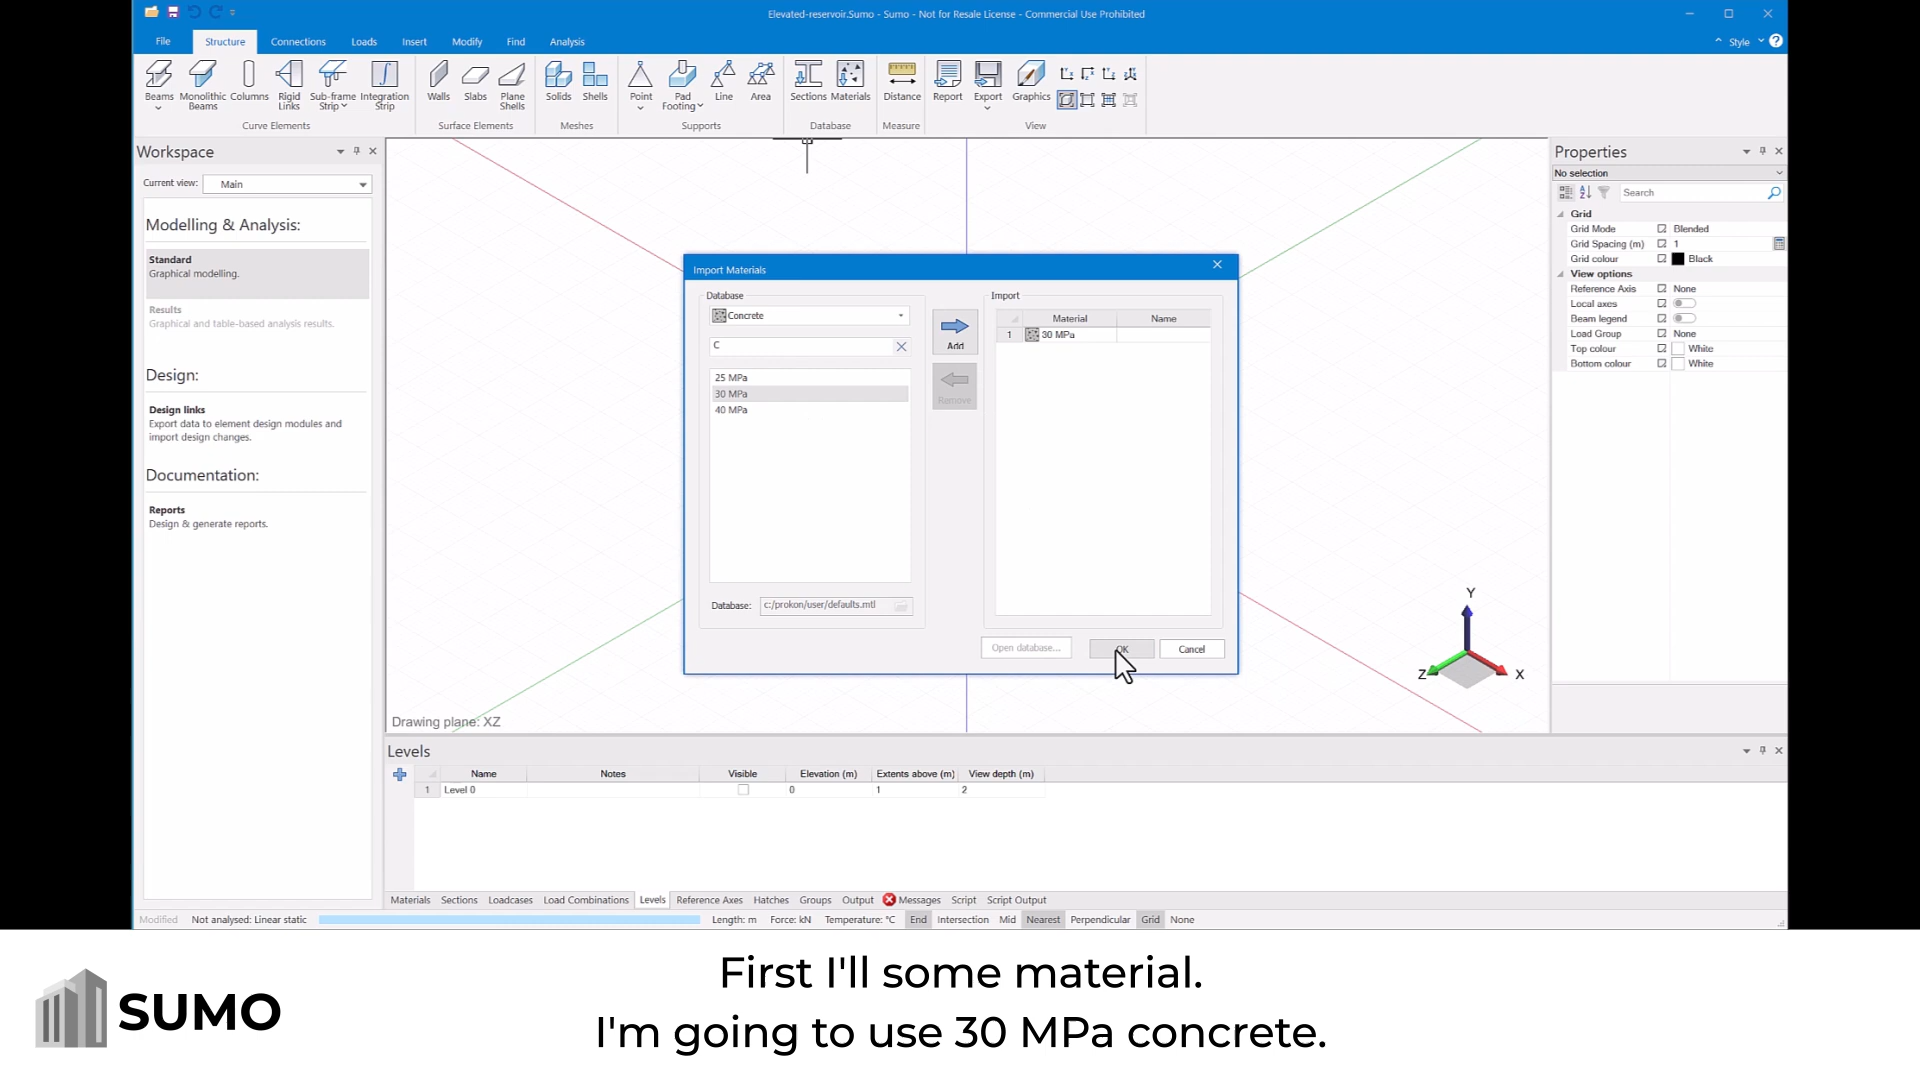 Elevated-reservoir.Sumo - Sumo - Not for Resale License - Commercial Use Prohibited
File Structure Connections Loads Insert Modify Find Analysis
Style
Beams Monolithic Beams Columns Rigid Links Sub-frame Strip Integration Strip
Walls Slabs Plane Shells
Solids Shells
Point Pad Footing Line Area
Sections Materials
Distance
Report Export Graphics
Curve Elements Surface Elements Meshes Supports Database Measure View
Workspace
Current view: Main
Modelling & Analysis:
Standard
Graphical modelling.
Results
Graphical and table-based analysis results.
Design:
Design links
Export data to element design modules and
import design changes.
Documentation:
Reports
Design & generate reports.
Import Materials
Database
Concrete
C
25 MPa
30 MPa
40 MPa
Database: c:/prokon/user/defaults.mtl
Add
Remove
Import
Material Name
1 30 MPa
Open database... OK Cancel
Y
Z X
Drawing plane: XZ
Properties
No selection
Search
Grid
Grid Mode Blended
Grid Spacing (m) 1
Grid colour Black
View options
Reference Axis None
Local axes
Beam legend
Load Group None
Top colour White
Bottom colour White
Levels
Name Notes Visible Elevation (m) Extents above (m) View depth (m)
1 Level 0 0 1 2
Materials Sections Loadcases Load Combinations Levels Reference Axes Hatches Groups Output Messages Script Script Output
Modified Not analysed: Linear static Length: m Force: kN Temperature: °C End Intersection Mid Nearest Perpendicular Grid None
SUMO
First I'll some material.
I'm going to use 30 MPa concrete.